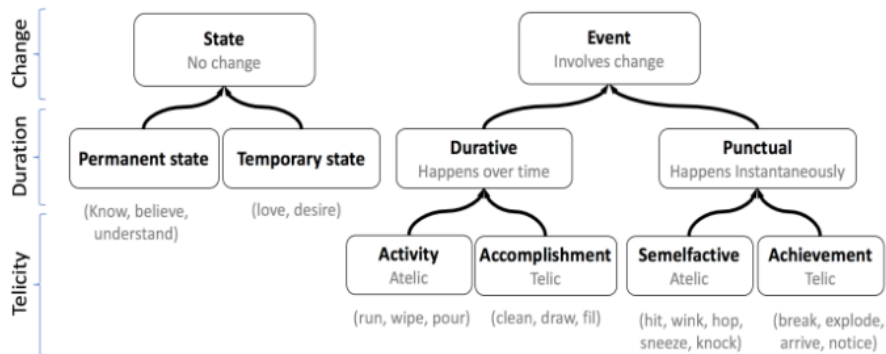 Change
State
No change
Event
Involves change
Duration
Permanent state
Temporary state
Durative
Happens over time
Punctual
Happens Instantaneously
(Know, believe,
understand)
(love, desire)
Telicity
Activity
Atelic
Accomplishment
Telic
Semelfactive
Atelic
Achievement
Telic
(run, wipe, pour)
(clean, draw, fil)
(hit, wink, hop,
sneeze, knock)
(break, explode,
arrive, notice)